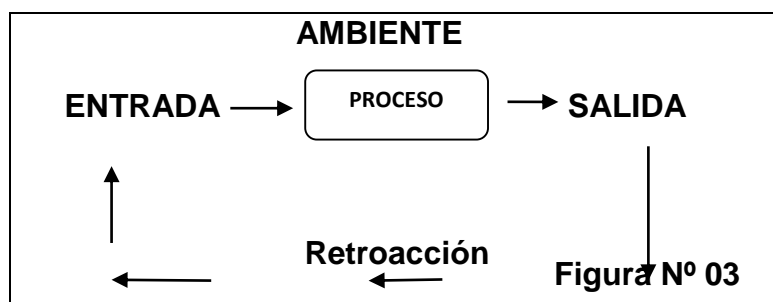 AMBIENTE
ENTRADA PROCESO SALIDA
Retroacción
Figura Nº 03